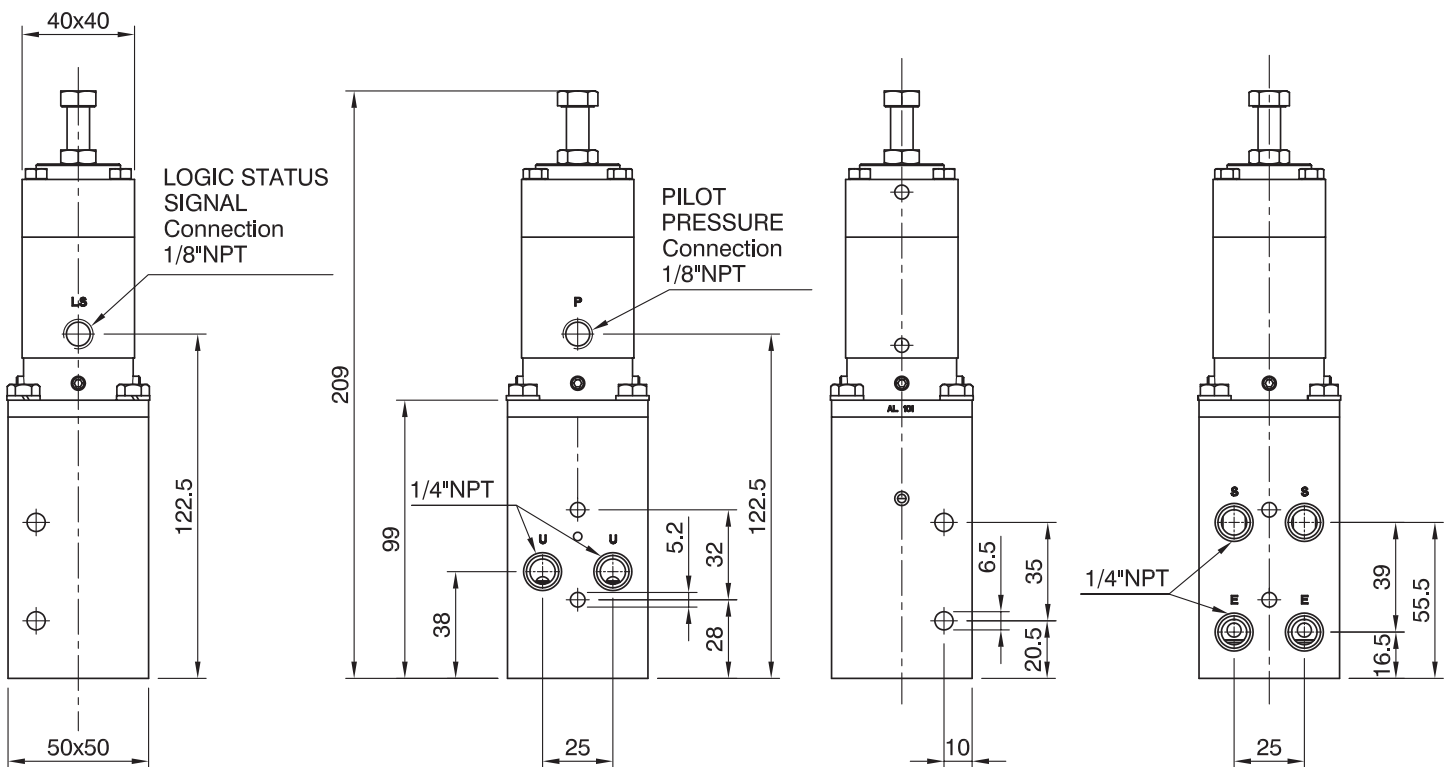 40x40
LOGIC STATUS
SIGNAL
Connection
1/8"NPT
LS
122.5
50x50
209
PILOT
PRESSURE
Connection
1/8"NPT
P
99
1/4"NPT
U U
38
5.2
32
28
122.5
25
AL 10I
6.5
35
20.5
10
S S
1/4"NPT
E E
39
16.5
55.5
25